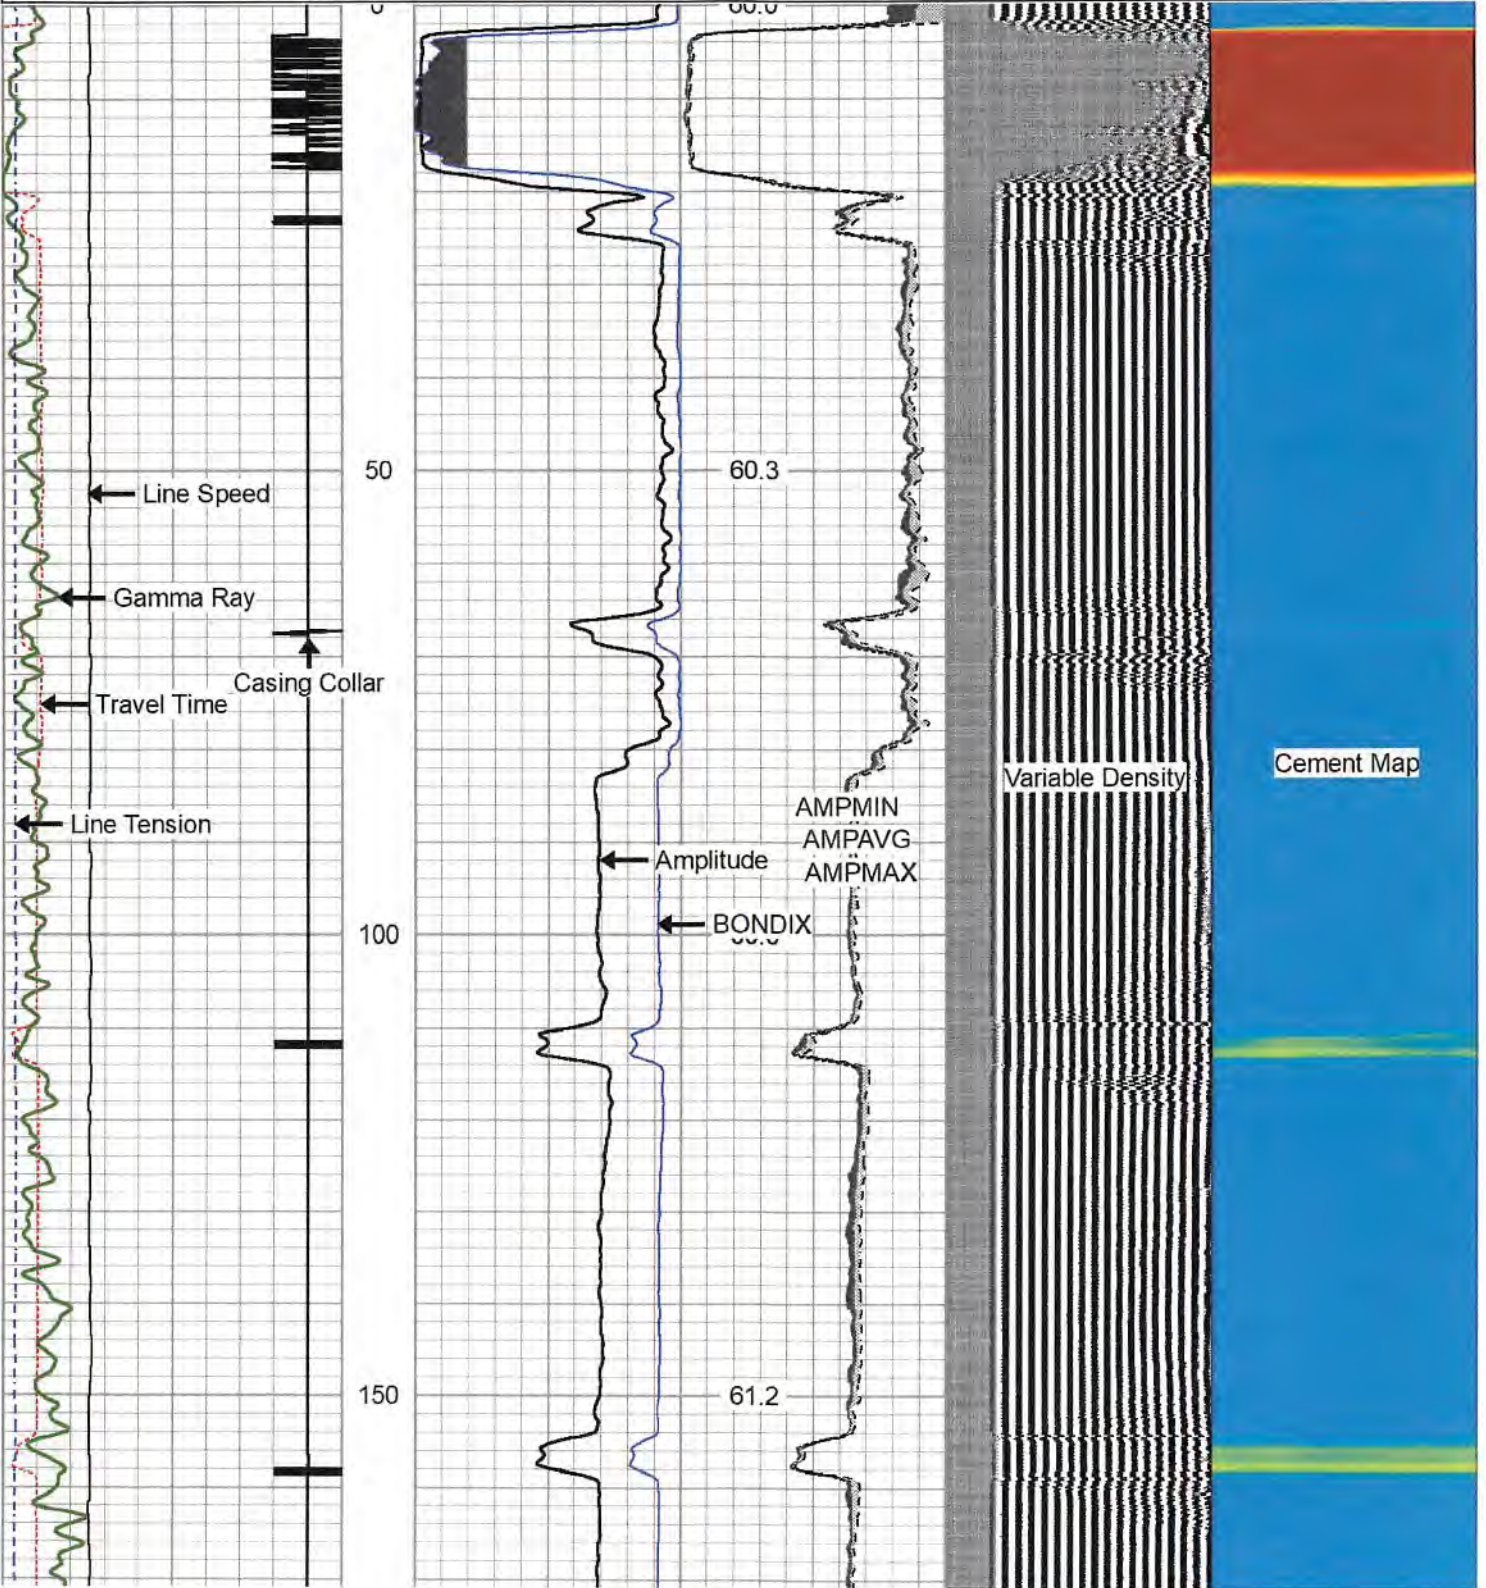 50
60.3
Line Speed
Gamma Ray
Casing Collar
Travel Time
Cement Map
Variable Density
AMPMIN
Line Tension
AMPAVG
Amplitude
AMPMAX
BONDIX
100
150
61.2